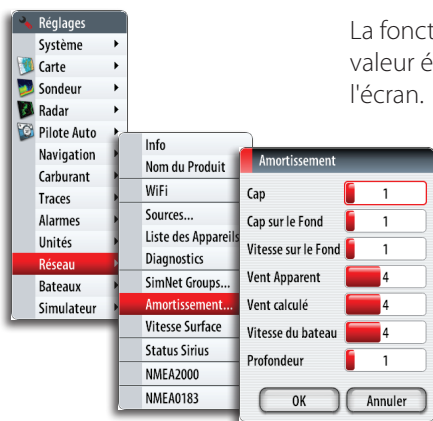 La fonct
valeur é
l'écran.
Réglages
Système
Carte
Sondeur
Radar
Pilote Auto
Navigation
Carburant
Traces
Alarmes
Unités
Réseau
Bateaux
Simulateur
Info
Nom du Produit
WiFi
Sources...
Liste des Appareils
Diagnostics
SimNet Groups...
Amortissement...
Vitesse Surface
Status Sirius
NMEA2000
NMEA0183
Amortissement
Cap 1
Cap sur le Fond 1
Vitesse sur le Fond 1
Vent Apparent 4
Vent calculé 4
Vitesse du bateau 4
Profondeur 1
OK Annuler